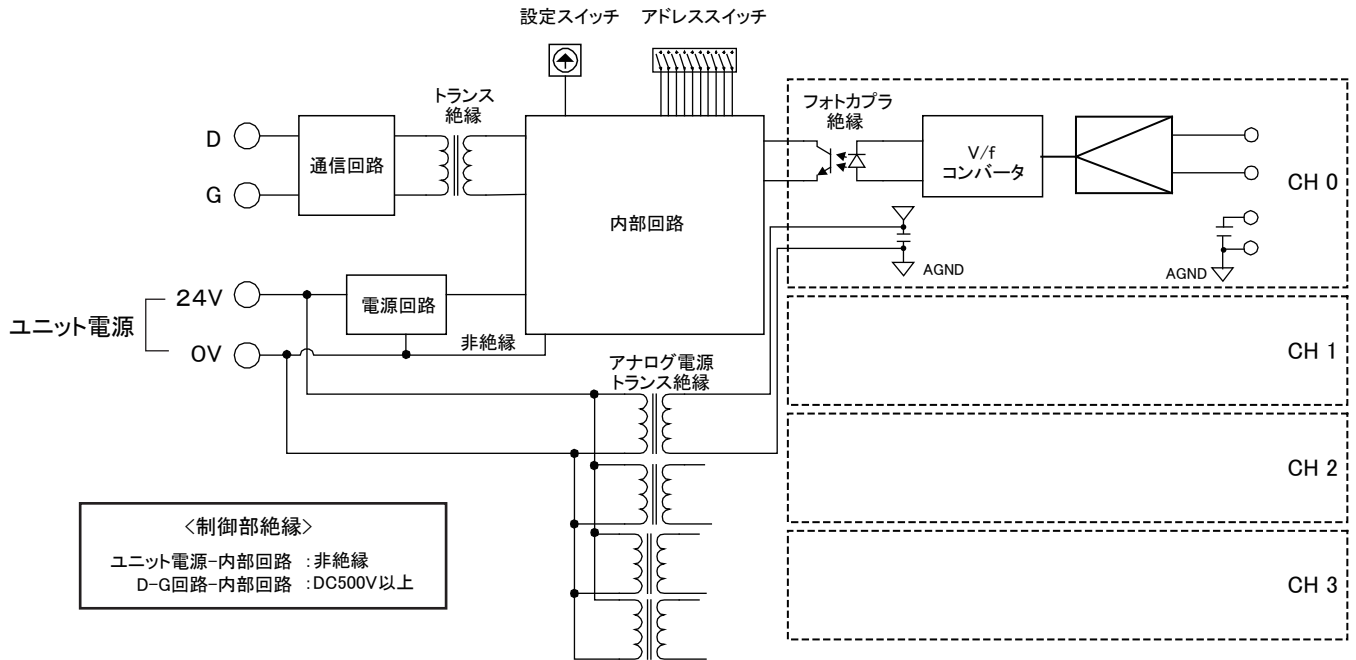 設定スイッチ アドレススイッチ
トランス
絶縁
フォトカプラ
絶縁
D
G
通信回路
内部回路
V/f
コンバータ
CH 0
AGND
AGND
ユニット電源
24V
0V
電源回路
非絶縁
アナログ電源
トランス絶縁
CH 1
CH 2
CH 3
<制御部絶縁>
ユニット電源-内部回路 :非絶縁
D-G回路-内部回路 :DC500V以上